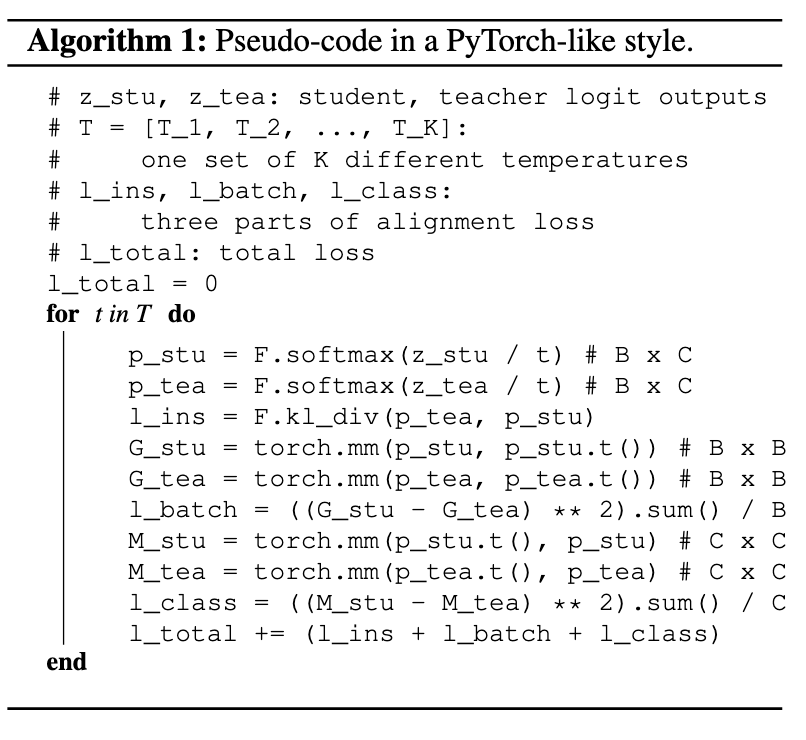 Algorithm 1: Pseudo-code in a PyTorch-like style.
# z_stu, z_tea: student, teacher logit outputs
# T = [T_1, T_2, ..., T_K]:
#     one set of K different temperatures
# l_ins, l_batch, l_class:
#     three parts of alignment loss
# l_total: total loss
l_total = 0
for t in T do
p_stu = F.softmax(z_stu / t) # B x C
p_tea = F.softmax(z_tea / t) # B x C
l_ins = F.kl_div(p_tea, p_stu)
G_stu = torch.mm(p_stu, p_stu.t()) # B x B
G_tea = torch.mm(p_tea, p_tea.t()) # B x B
l_batch = ((G_stu - G_tea) ** 2).sum() / B
M_stu = torch.mm(p_stu.t(), p_stu) # C x C
M_tea = torch.mm(p_tea.t(), p_tea) # C x C
l_class = ((M_stu - M_tea) ** 2).sum() / C
l_total += (l_ins + l_batch + l_class)
end